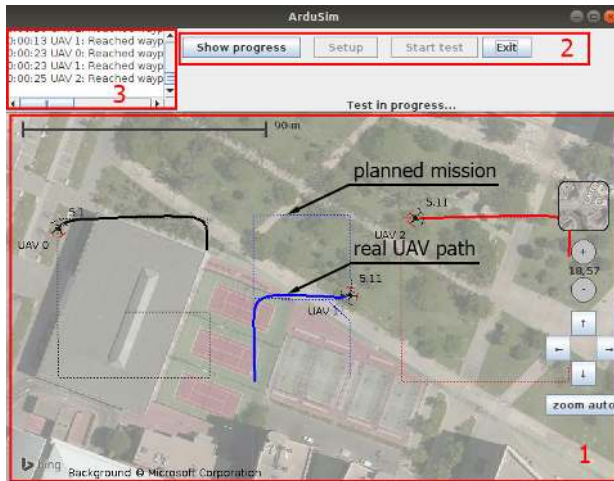 ArduSim
0:00:13 UAV 1: Reached wayp
0:00:23 UAV 0: Reached wayp
0:00:23 UAV 1: Reached wayp
0:00:25 UAV 2: Reached wayp
3
Show progress
Setup
Start test
Exit
2
Test in progress...
90 m
planned mission
5.1
5.11
UAV 0
UAV 2
real UAV path
5.11
UAV 1
+
18,57
-
↑
← →
↓
zoom auto
1
bing
Background © Microsoft Corporation